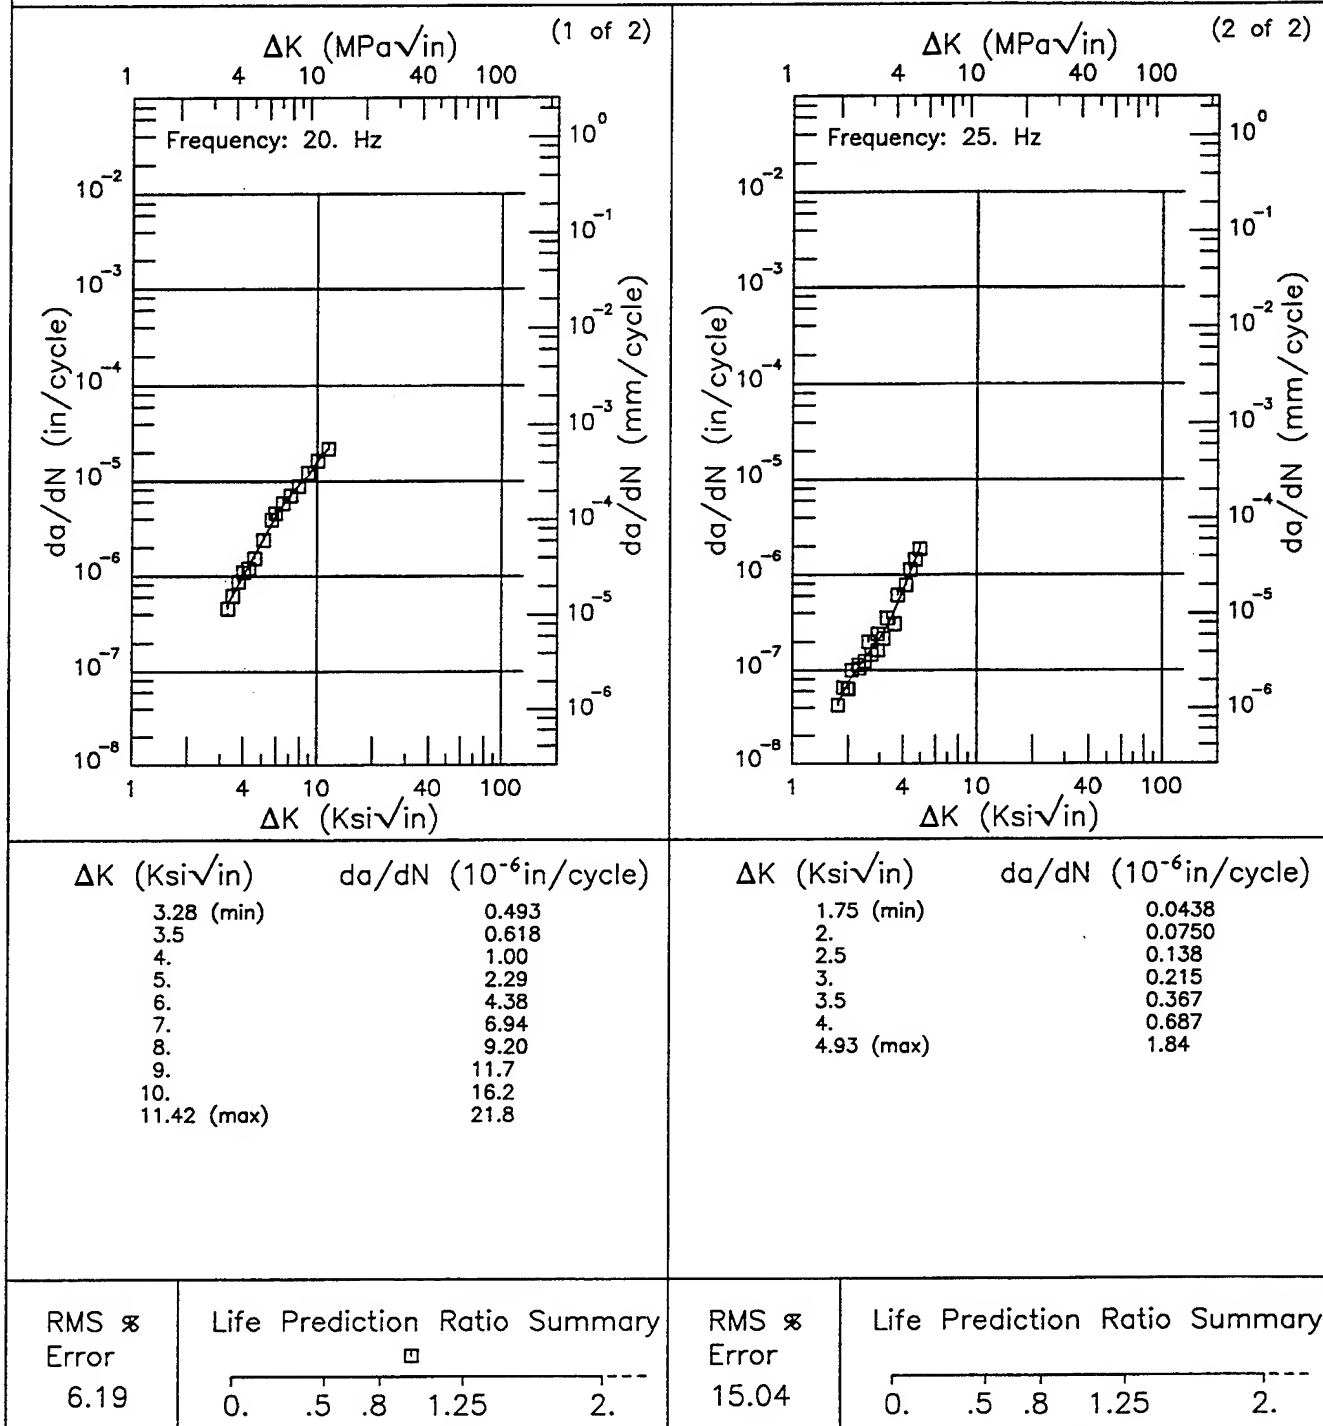 (1 of 2)
ΔK (MPa√in)
1 4 10 40 100
Frequency: 20. Hz
da/dN (in/cycle)
10⁻²
10⁻³
10⁻⁴
10⁻⁵
10⁻⁶
10⁻⁷
10⁻⁸
10⁰
10⁻¹
10⁻²
10⁻³
10⁻⁴
10⁻⁵
10⁻⁶
da/dN (mm/cycle)
1 4 10 40 100
ΔK (Ksi√in)
ΔK (Ksi√in) da/dN (10⁻⁶in/cycle)
3.28 (min) 0.493
3.5 0.618
4. 1.00
5. 2.29
6. 4.38
7. 6.94
8. 9.20
9. 11.7
10. 16.2
11.42 (max) 21.8
RMS %
Error
6.19
Life Prediction Ratio Summary
0. .5 .8 1.25 2.
(2 of 2)
ΔK (MPa√in)
1 4 10 40 100
Frequency: 25. Hz
da/dN (in/cycle)
10⁻²
10⁻³
10⁻⁴
10⁻⁵
10⁻⁶
10⁻⁷
10⁻⁸
10⁰
10⁻¹
10⁻²
10⁻³
10⁻⁴
10⁻⁵
10⁻⁶
da/dN (mm/cycle)
1 4 10 40 100
ΔK (Ksi√in)
ΔK (Ksi√in) da/dN (10⁻⁶in/cycle)
1.75 (min) 0.0438
2. 0.0750
2.5 0.138
3. 0.215
3.5 0.367
4. 0.687
4.93 (max) 1.84
RMS %
Error
15.04
Life Prediction Ratio Summary
0. .5 .8 1.25 2.